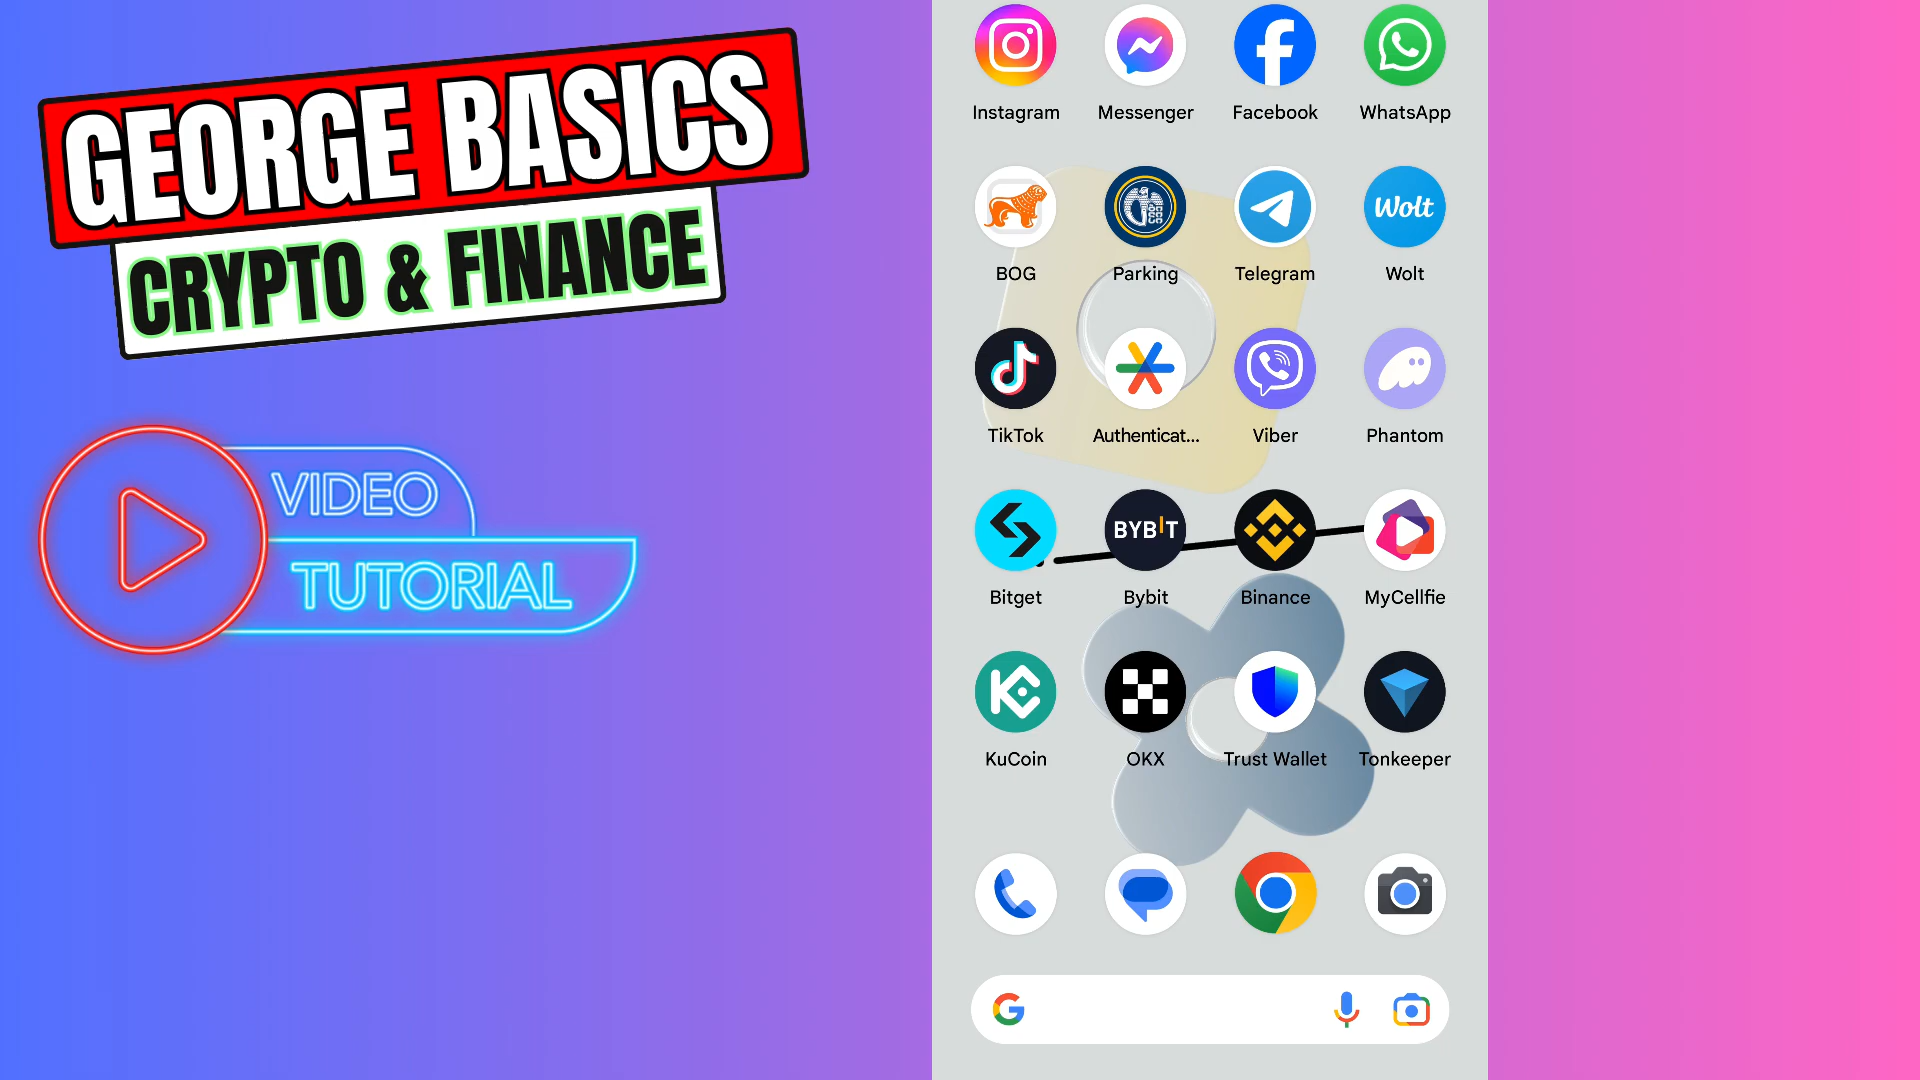 GEORGE BASICS
CRYPTO & FINANCE
VIDEO
TUTORIAL
Instagram Messenger Facebook WhatsApp
Wolt
BOG Parking Telegram Wolt
TikTok Authenticat... Viber Phantom
BYBIT
Bitget Bybit Binance MyCellfie
KuCoin OKX Trust Wallet Tonkeeper